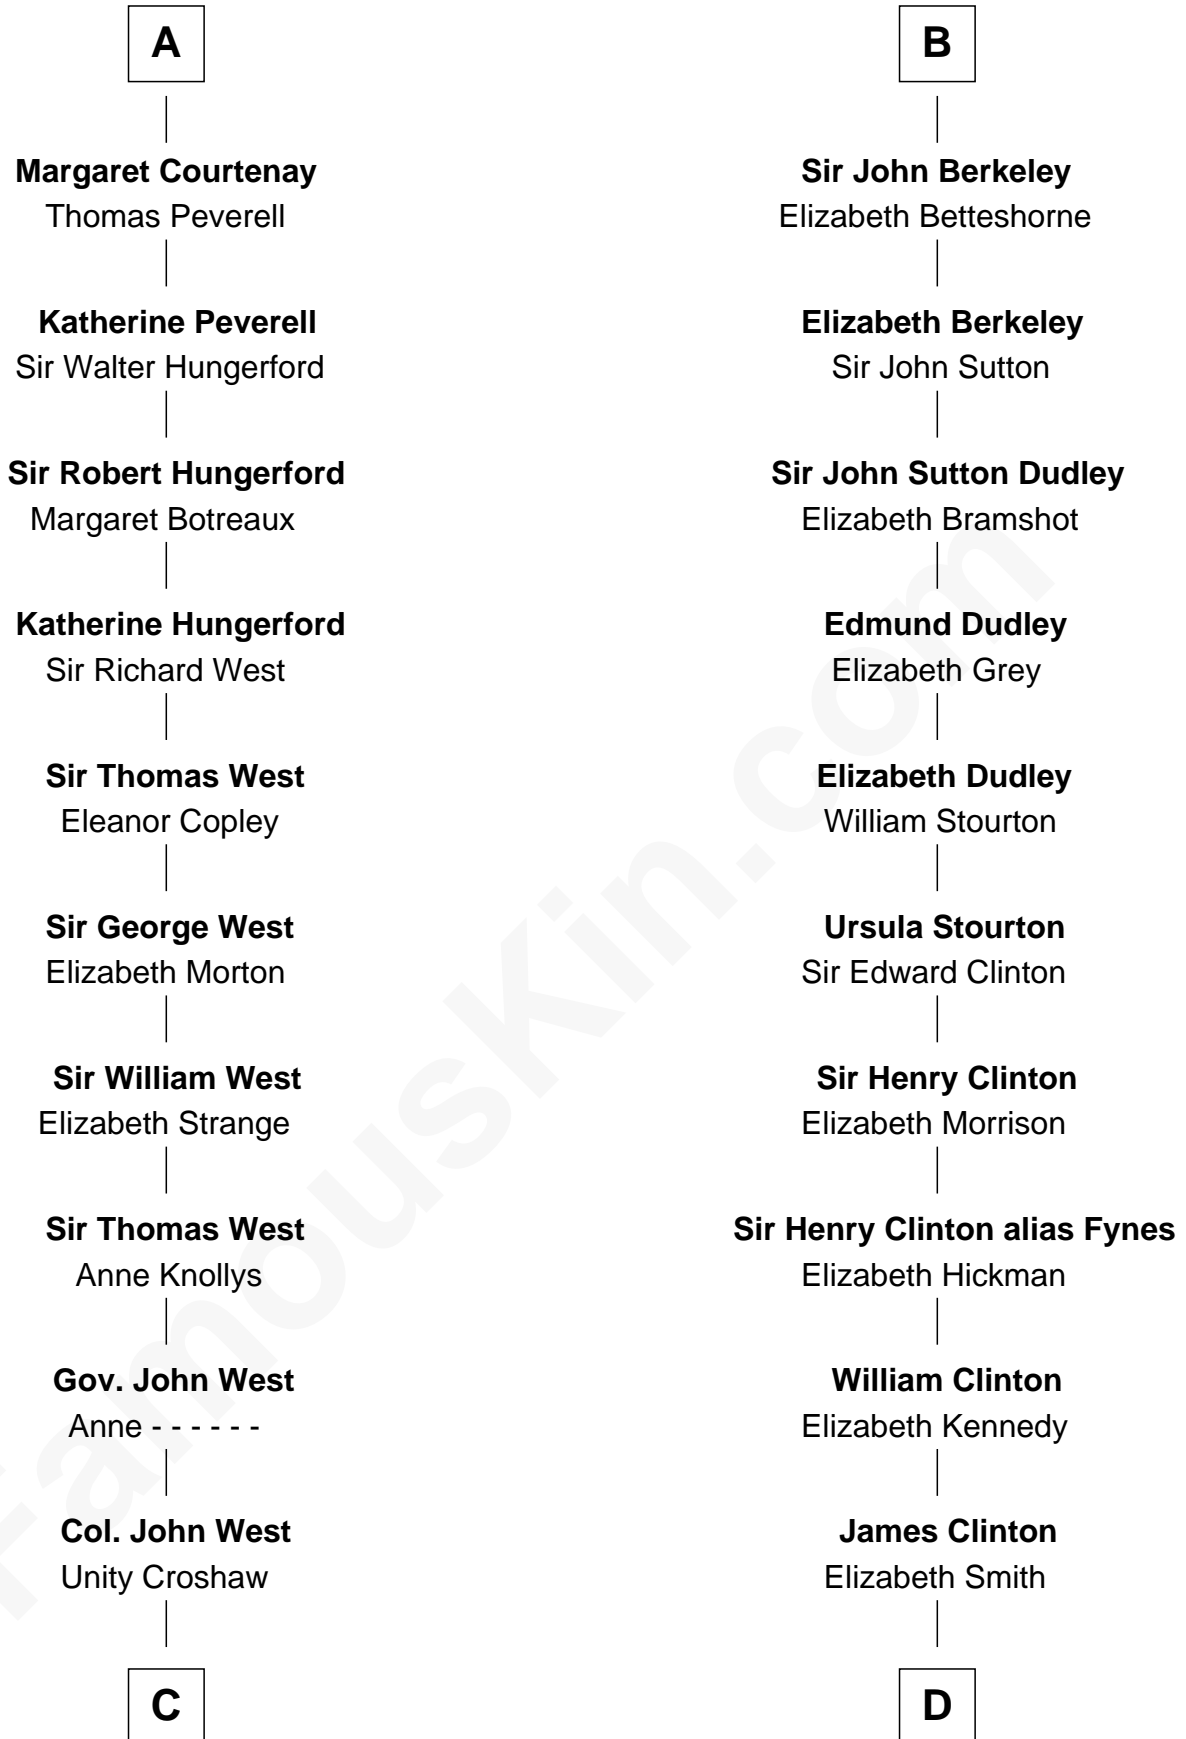 A
Margaret Courtenay
Thomas Peverell
Katherine Peverell
Sir Walter Hungerford
Sir Robert Hungerford
Margaret Botreaux
Katherine Hungerford
Sir Richard West
Sir Thomas West
Eleanor Copley
Sir George West
Elizabeth Morton
Sir William West
Elizabeth Strange
Sir Thomas West
Anne Knollys
Gov. John West
Anne - - - - - -
Col. John West
Unity Croshaw
C
B
Sir John Berkeley
Elizabeth Betteshorne
Elizabeth Berkeley
Sir John Sutton
Sir John Sutton Dudley
Elizabeth Bramshot
Edmund Dudley
Elizabeth Grey
Elizabeth Dudley
William Stourton
Ursula Stourton
Sir Edward Clinton
Sir Henry Clinton
Elizabeth Morrison
Sir Henry Clinton alias Fynes
Elizabeth Hickman
William Clinton
Elizabeth Kennedy
James Clinton
Elizabeth Smith
D
FamousKin.com